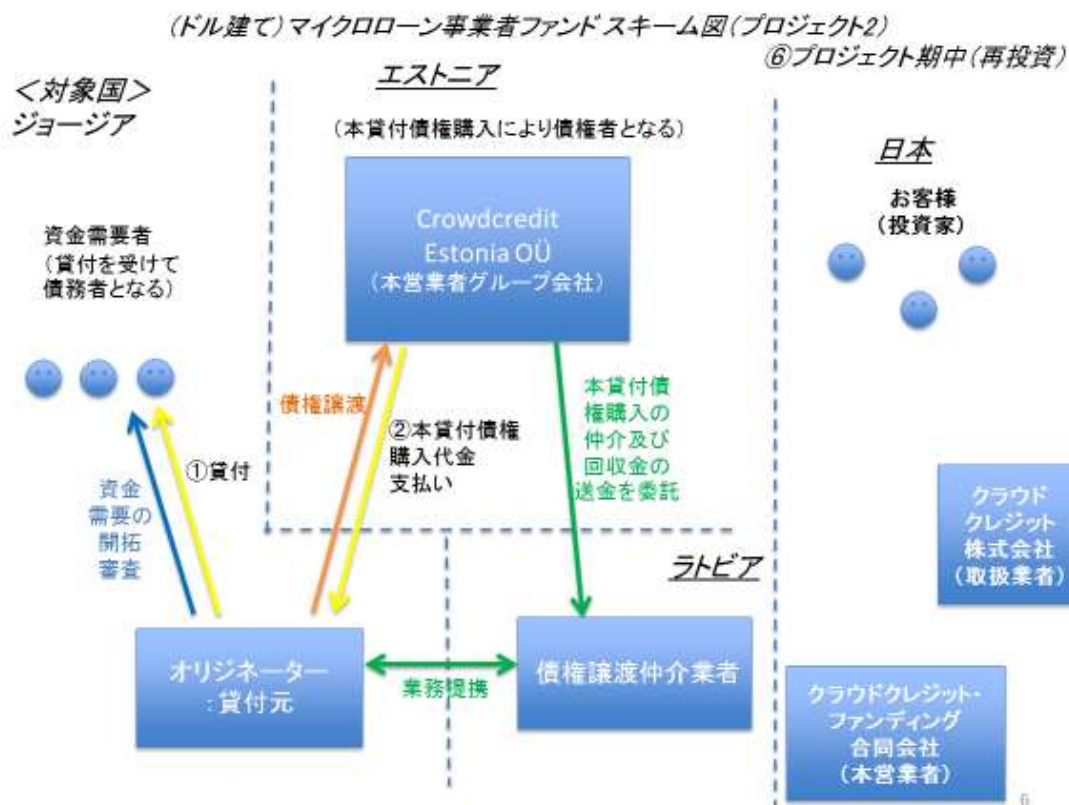 (ドル建て)マイクロローン事業者ファンド スキーム図(プロジェクト2)
⑥プロジェクト期中(再投資)
<対象国>
ジョージア
エストニア
(本貸付債権購入により債権者となる)
Crowdcredit
Estonia OÜ
(本営業者グループ会社)
日本
お客様
(投資家)
資金需要者
(貸付を受けて
債務者となる)
債権譲渡
②本貸付債権
購入代金
支払い
本貸付債
権購入の
仲介及び
回収金の
送金を委託
①貸付
資金
需要の
開拓
審査
クラウド
クレジット
株式会社
(取扱業者)
ラトビア
オリジネーター
:貸付元
業務提携
債権譲渡仲介業者
クラウドクレジット・
ファンディング
合同会社
(本営業者)
6